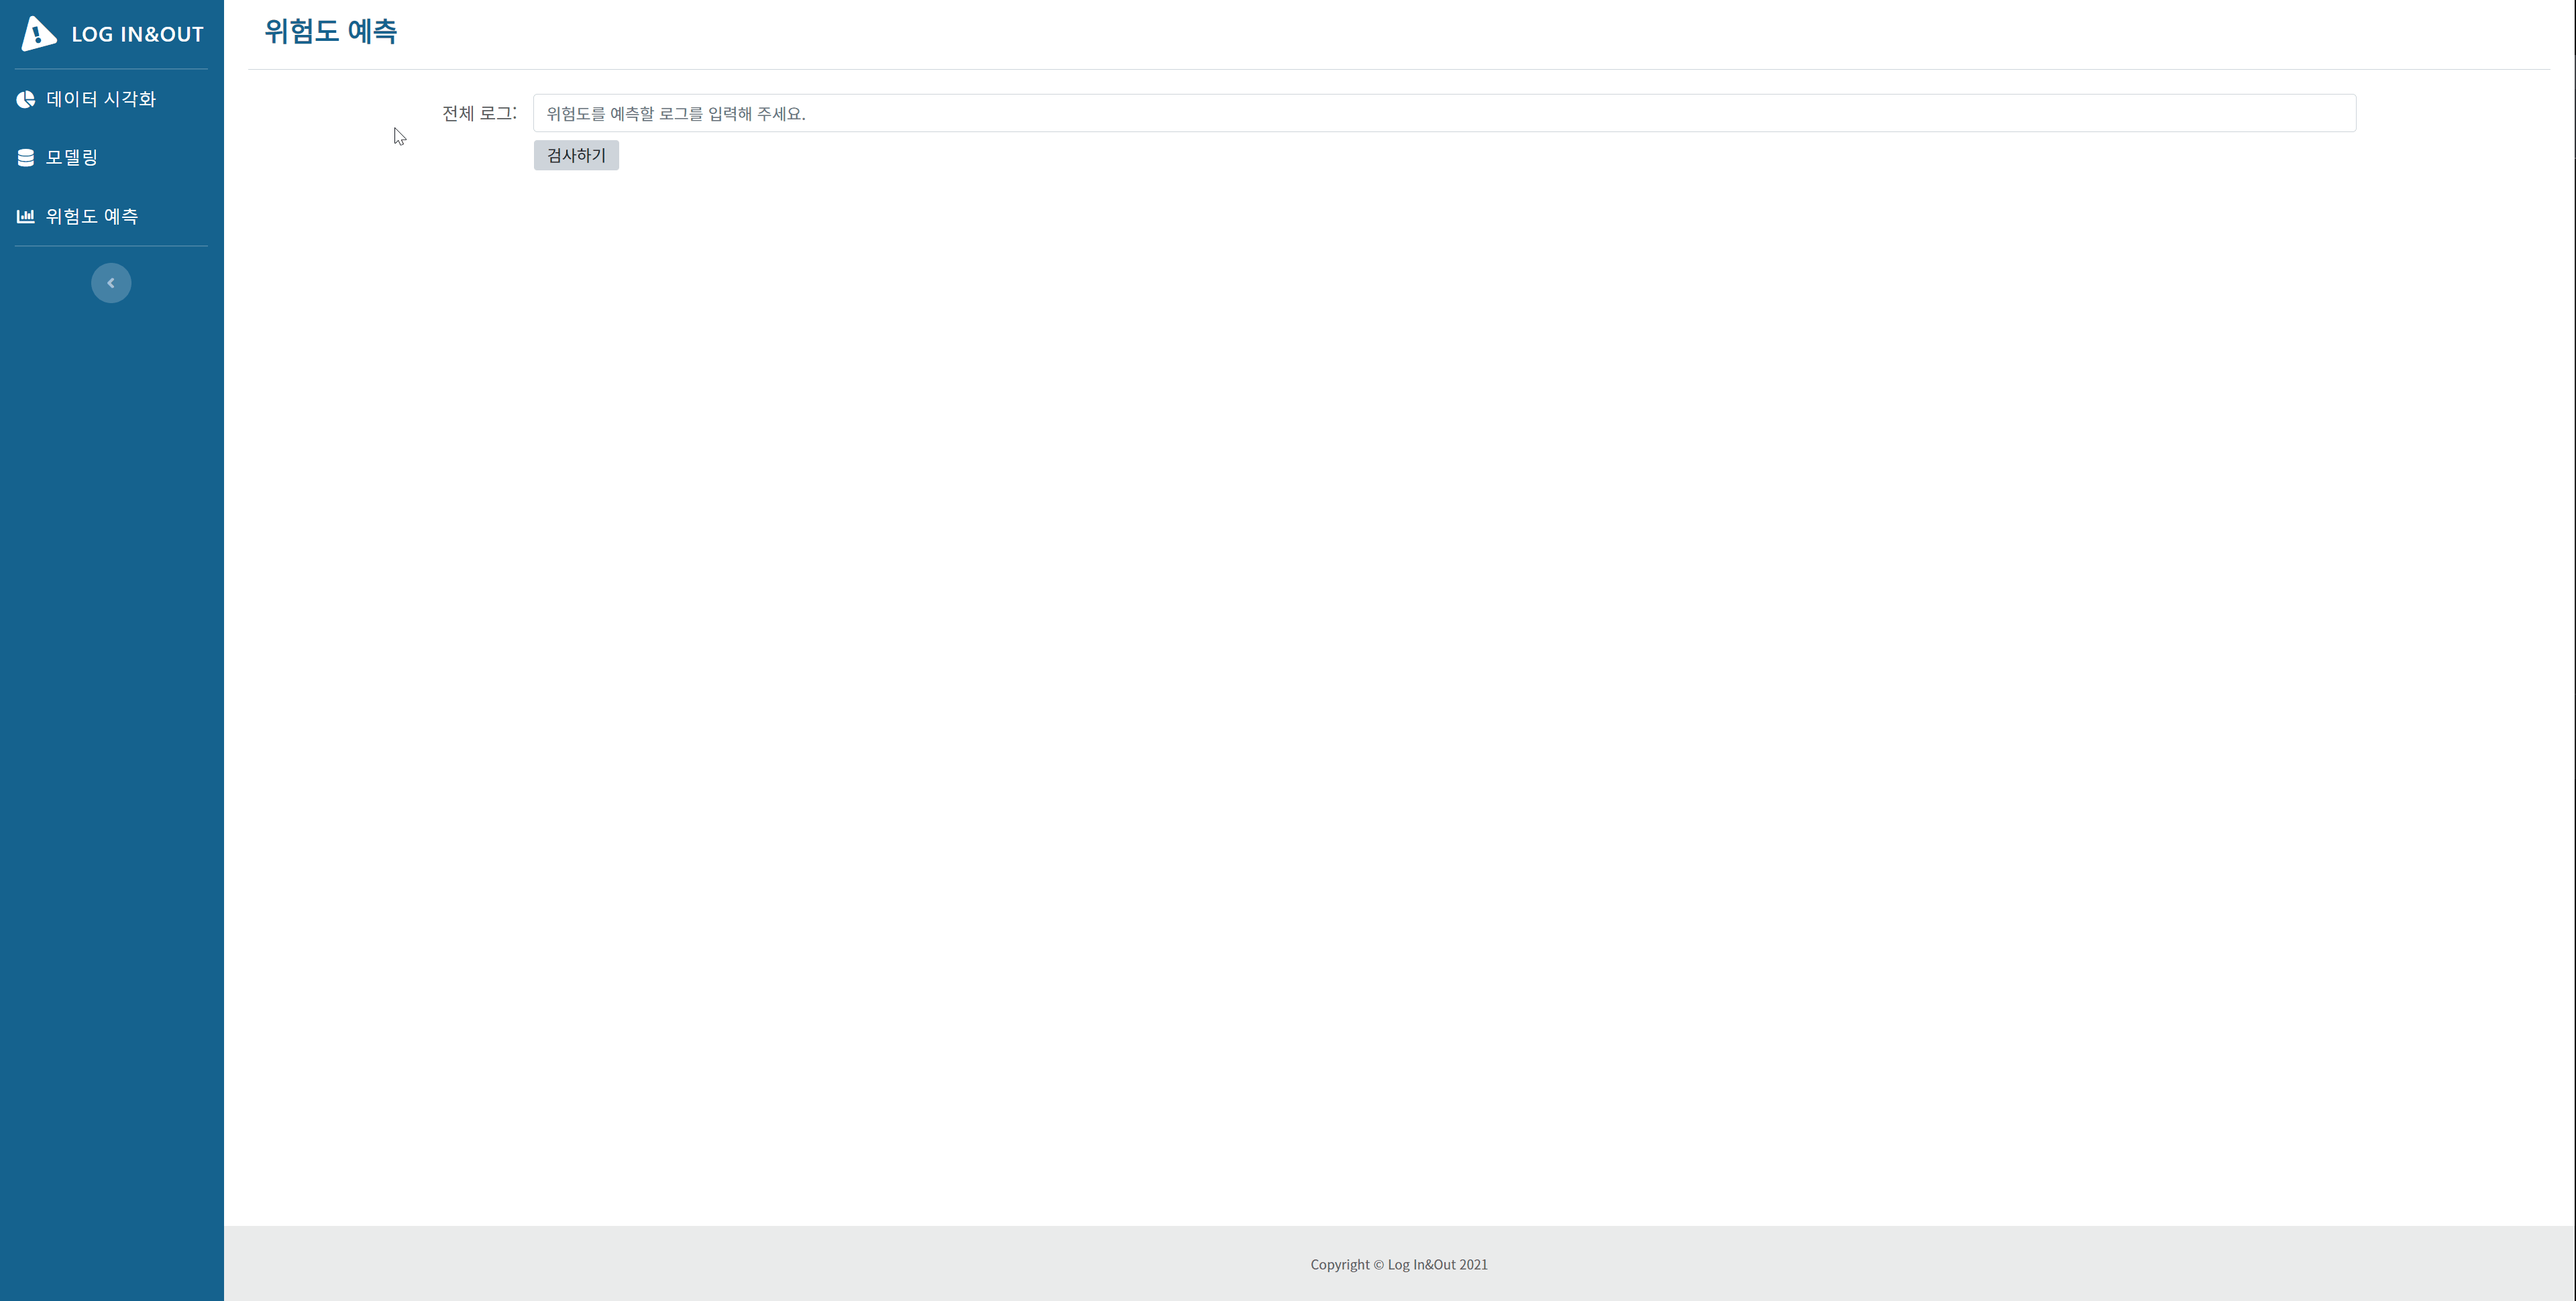 LOG IN&OUT
데이터 시각화
모델링
위험도 예측
위험도 예측
전체 로그:
위험도를 예측할 로그를 입력해 주세요.
검사하기
Copyright © Log In&Out 2021